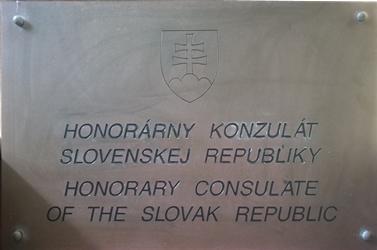 HONORÁRNY KONZULÁT
SLOVENSKEJ REPUBLIKY
HONORARY CONSULATE
OF THE SLOVAK REPUBLIC